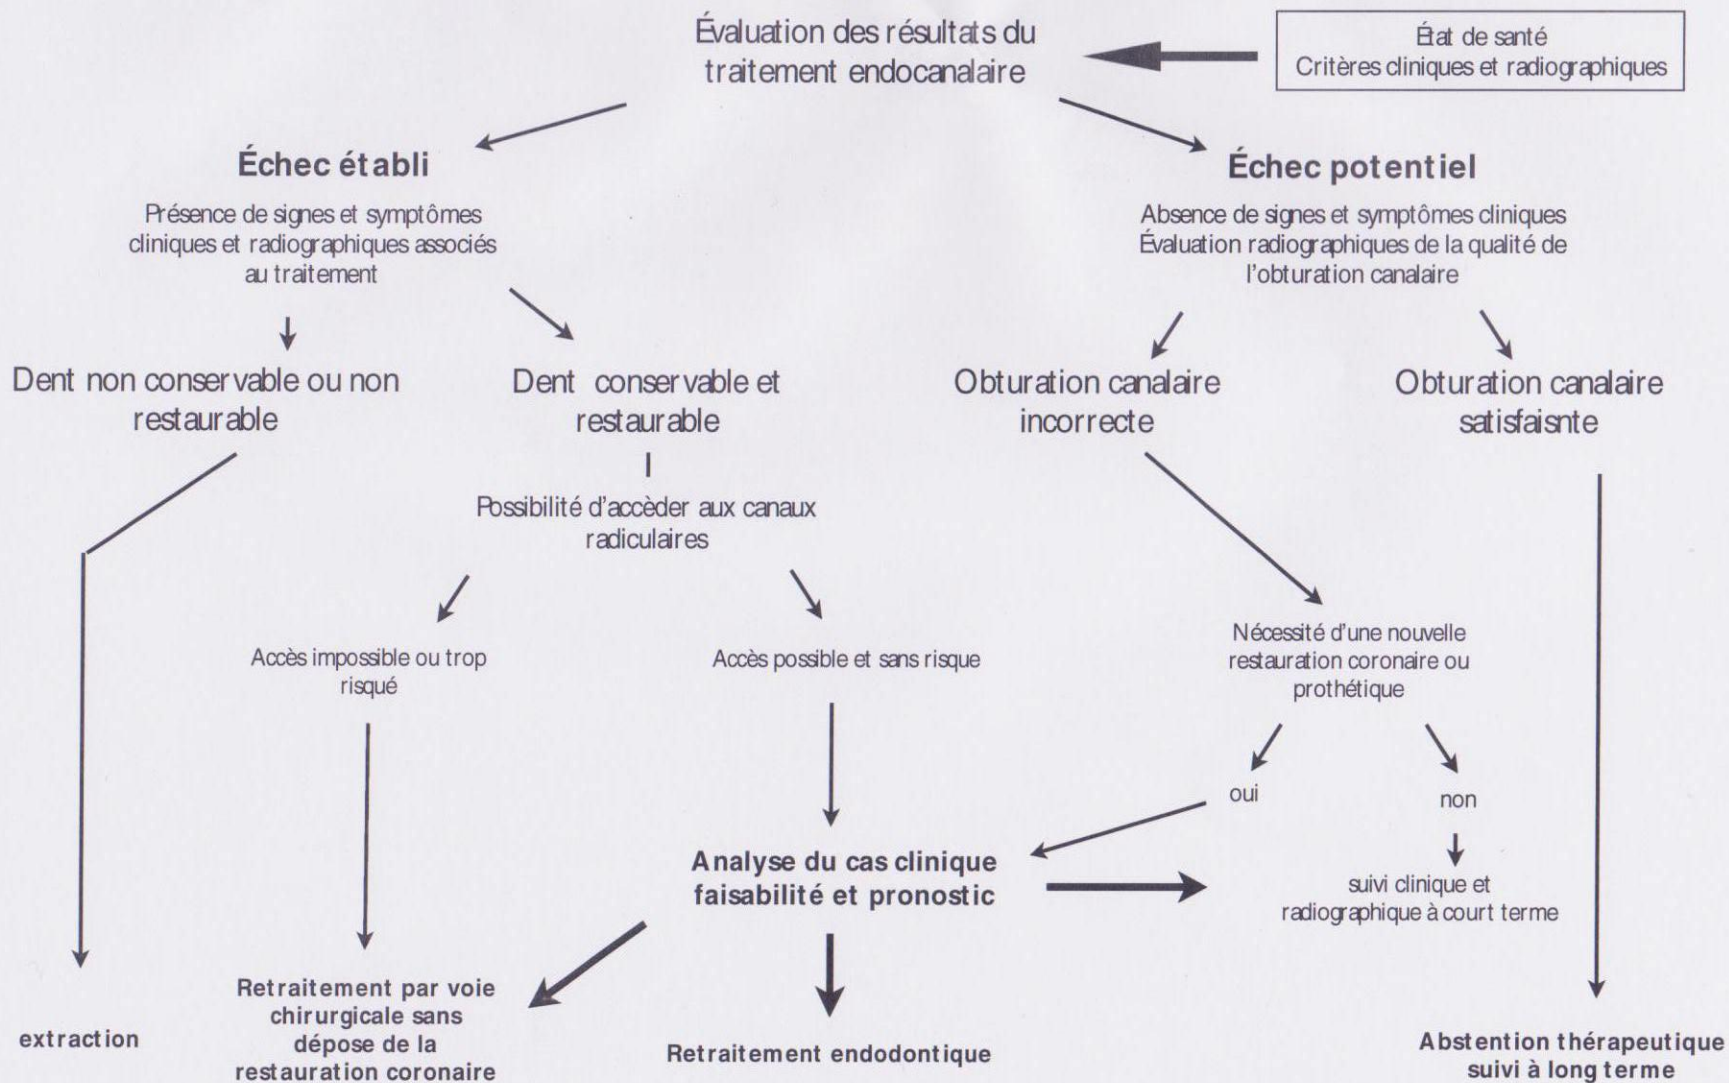 Évaluation des résultats du
traitement endocanalaire
État de santé
Critères cliniques et radiographiques
Échec établi
Présence de signes et symptômes
cliniques et radiographiques associés
au traitement
Échec potentiel
Absence de signes et symptômes cliniques
Évaluation radiographiques de la qualité de
l'obturation canalaire
Dent non conservable ou non
restaurable
Dent conservable et
restaurable
Obturation canalaire
incorrecte
Obturation canalaire
satisfaisnte
Possibilité d'accèder aux canaux
radiculaires
Accès impossible ou trop
risqué
Accès possible et sans risque
Nécessité d'une nouvelle
restauration coronaire ou
prothétique
oui
non
Analyse du cas clinique
faisabilité et pronostic
suivi clinique et
radiographique à court terme
extraction
Retraitement par voie
chirurgicale sans
dépose de la
restauration coronaire
Retraitement endodontique
Abstention thérapeutique
suivi à long terme